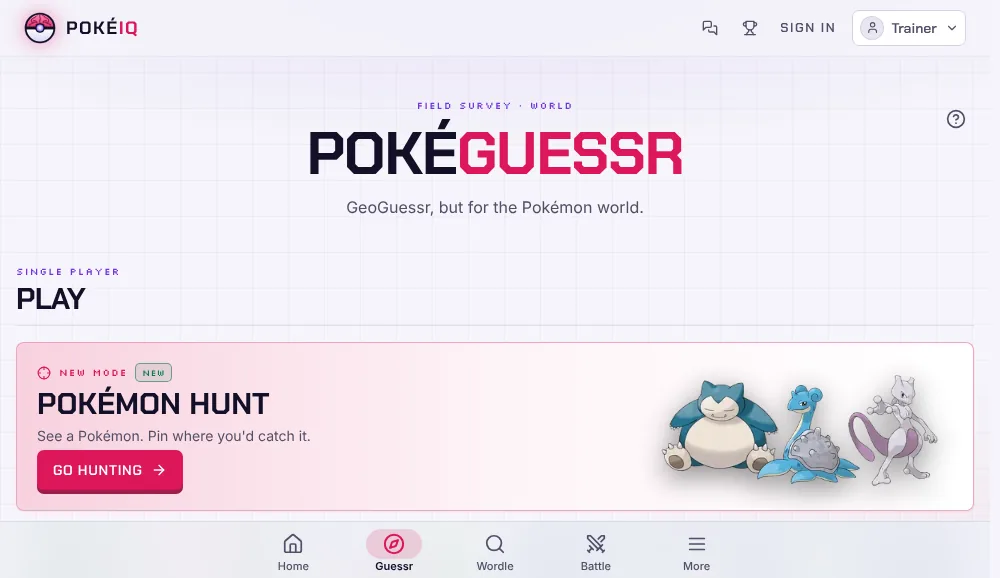 POKÉIQ
SIGN IN
Trainer
FIELD SURVEY · WORLD
POKÉGUESSR
GeoGuessr, but for the Pokémon world.
SINGLE PLAYER
PLAY
NEW MODE NEW
POKÉMON HUNT
See a Pokémon. Pin where you'd catch it.
GO HUNTING →
Home
Guessr
Wordle
Battle
More